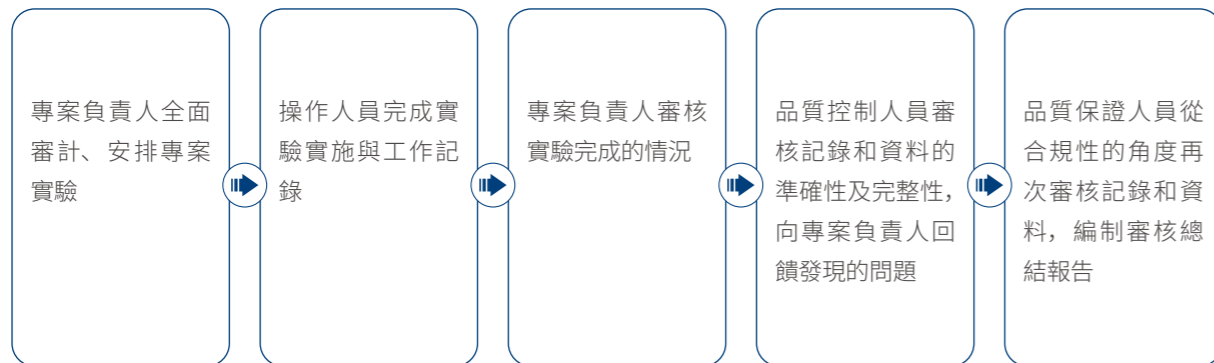 專案負責人全面
審計、安排專案
實驗
操作人員完成實
驗實施與工作記
錄
專案負責人審核
實驗完成的情況
品質控制人員審
核記錄和資料的
準確性及完整性，
向專案負責人回
饋發現的問題
品質保證人員從
合規性的角度再
次審核記錄和資
料，編制審核總
結報告